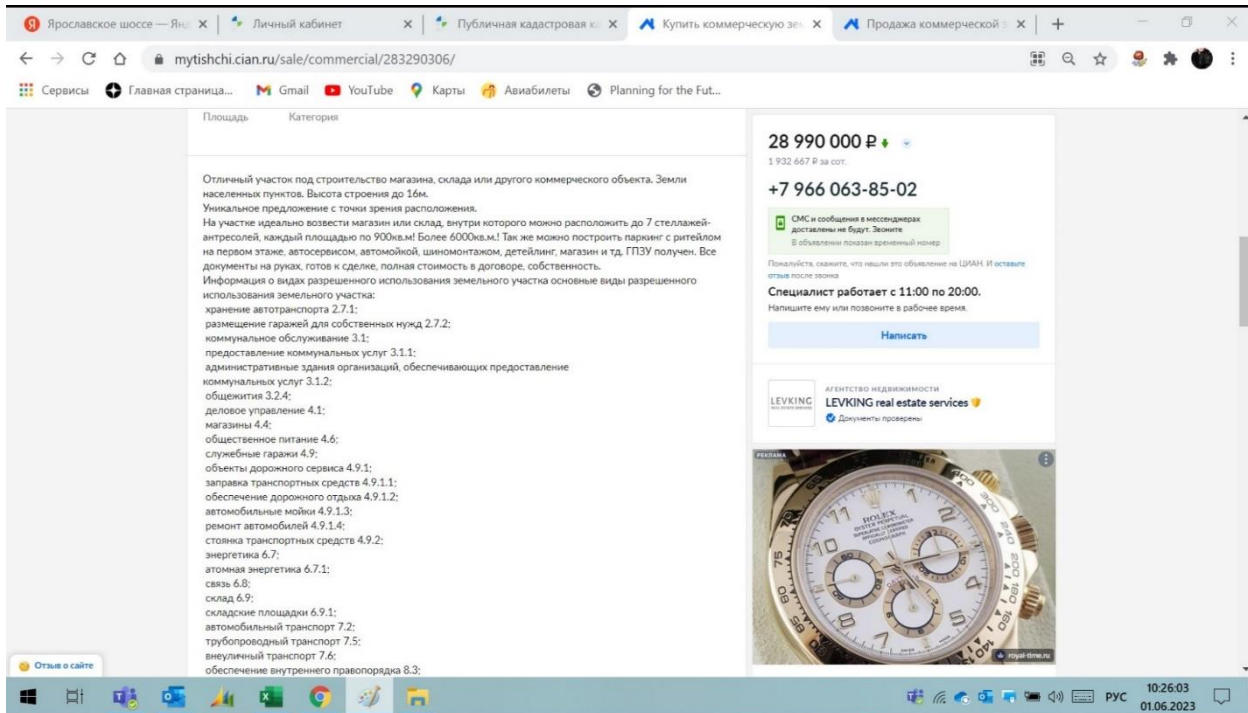 Ярославское шоссе — Янд
Личный кабинет
Публичная кадастровая к
Купить коммерческую зе
Продажа коммерческой з
mytishchi.cian.ru/sale/commercial/283290306/
Сервисы
Главная страница...
Gmail
YouTube
Карты
Авиабилеты
Planning for the Fut...
Площадь Категория
Отличный участок под строительство магазина, склада или другого коммерческого объекта. Земли
населенных пунктов. Высота строения до 16м.
Уникальное предложение с точки зрения расположения.
На участке идеально возвести магазин или склад, внутри которого можно расположить до 7 стеллажей-
антресолей, каждый площадью по 900кв.м! Более 6000кв.м.! Так же можно построить паркинг с ритейлом
на первом этаже, автосервисом, автомойкой, шиномонтажом, детейлинг, магазин и тд. ГПЗУ получен. Все
документы на руках, готов к сделке, полная стоимость в договоре, собственность.
Информация о видах разрешенного использования земельного участка основные виды разрешенного
использования земельного участка:
хранение автотранспорта 2.7.1;
размещение гаражей для собственных нужд 2.7.2;
коммунальное обслуживание 3.1;
предоставление коммунальных услуг 3.1.1;
административные здания организаций, обеспечивающих предоставление
коммунальных услуг 3.1.2;
общежития 3.2.4;
деловое управление 4.1;
магазины 4.4;
общественное питание 4.6;
служебные гаражи 4.9;
объекты дорожного сервиса 4.9.1;
заправка транспортных средств 4.9.1.1;
обеспечение дорожного отдыха 4.9.1.2;
автомобильные мойки 4.9.1.3;
ремонт автомобилей 4.9.1.4;
стоянка транспортных средств 4.9.2;
энергетика 6.7;
атомная энергетика 6.7.1;
связь 6.8;
склад 6.9;
складские площадки 6.9.1;
автомобильный транспорт 7.2;
трубопроводный транспорт 7.5;
внеуличный транспорт 7.6;
обеспечение внутреннего правопорядка 8.3;
28 990 000 ₽
1 932 667 ₽ за сот.
+7 966 063-85-02
СМС и сообщения в мессенджерах
доставлены не будут. Звоните
В объявлении показан временный номер
Пожалуйста, скажите, что нашли это объявление на ЦИАН. И оставьте
отзыв после звонка
Специалист работает с 11:00 по 20:00.
Напишите ему или позвоните в рабочее время.
Написать
LEVKING
АГЕНТСТВО НЕДВИЖИМОСТИ
LEVKING real estate services
Документы проверены
РЕКЛАМА
ROLEX
OYSTER PERPETUAL
COSMOGRAPH
DAYTONA
royal-time.ru
Отзыв о сайте
РУС
10:26:03
01.06.2023